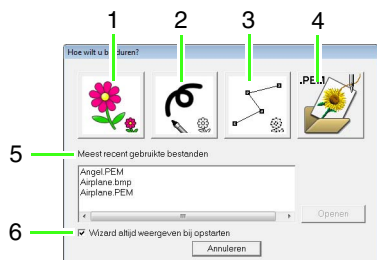 1 2 3 4
Hoe wilt u borduren?
.PEM
5 Meest recent gebruikte bestanden
Angel.PEM
Airplane.bmp
Airplane.PEM
Openen
6 Wizard altijd weergeven bij opstarten
Annuleren